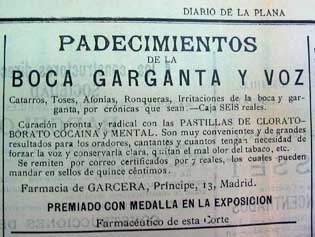 DIARIO DE LA PLANA
PADECIMIENTOS
DE LA
BOCA GARGANTA Y VOZ
Catarros, Toses, Afonías, Ronqueras, Irritaciones de la boca y gar-
ganta, por crónicas que sean.—Caja SEIS reales.
Curación pronta y radical con las PASTILLAS DE CLORATO-
BORATO COCAINA y MENTAL. Son muy convenientes y de grandes
resultados para los oradores, cantantes y cuantos tengan necesidad de
forzar la voz y conservarla clara, quitan el mal olor del tabaco, etc.
Se remiten por correo certificados por 7 reales, los cuales pueden
mandar en sellos de quince céntimos.
Farmacia de GARCERA, Príncipe, 13, Madrid.
PREMIADO CON MEDALLA EN LA EXPOSICION
Farmacéutico de esta Corte